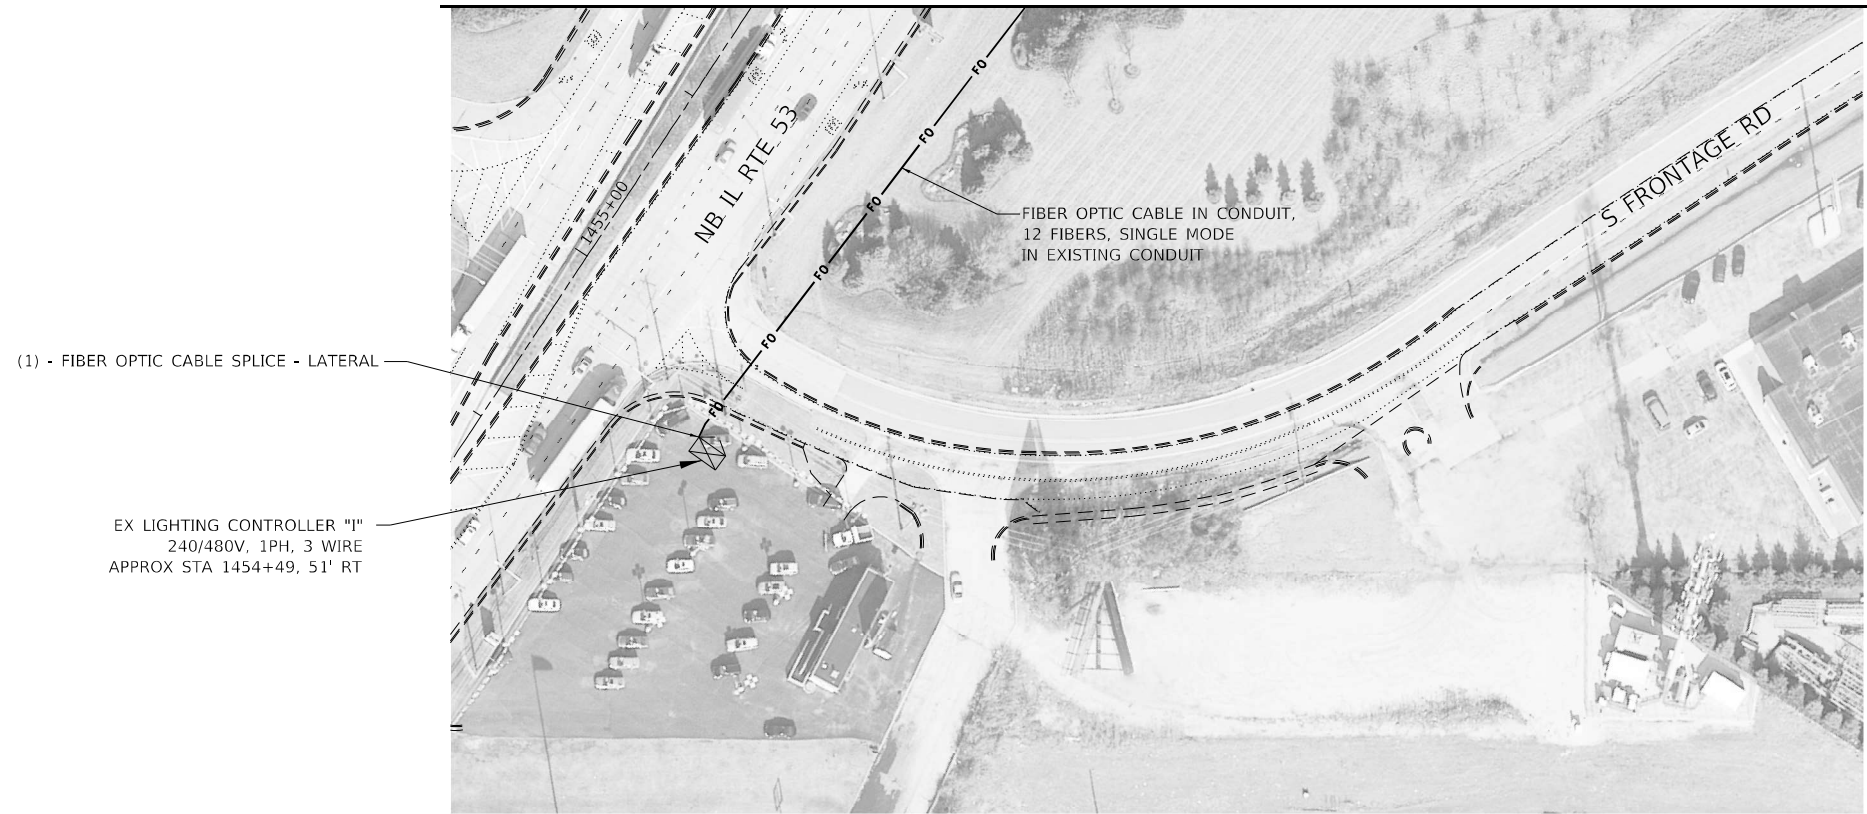 FO
FO
NB IL RTE 53
S FRONTAGE RD
1455+00
FO
FIBER OPTIC CABLE IN CONDUIT,
12 FIBERS, SINGLE MODE
IN EXISTING CONDUIT
FO
FO
(1) - FIBER OPTIC CABLE SPLICE - LATERAL
FO
EX LIGHTING CONTROLLER "I"
240/480V, 1PH, 3 WIRE
APPROX STA 1454+49, 51' RT